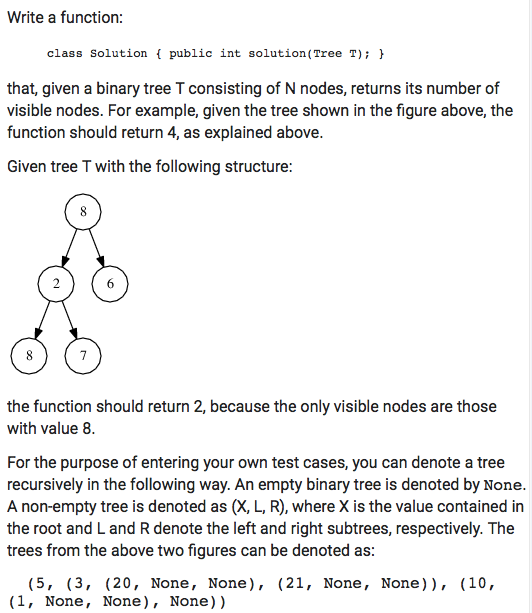 Write a function:
class Solution { public int solution(Tree T); }
that, given a binary tree T consisting of N nodes, returns its number of
visible nodes. For example, given the tree shown in the figure above, the
function should return 4, as explained above.
Given tree T with the following structure:
8
2 6
8 7
the function should return 2, because the only visible nodes are those
with value 8.
For the purpose of entering your own test cases, you can denote a tree
recursively in the following way. An empty binary tree is denoted by None.
A non-empty tree is denoted as (X, L, R), where X is the value contained in
the root and L and R denote the left and right subtrees, respectively. The
trees from the above two figures can be denoted as:
(5, (3, (20, None, None), (21, None, None)), (10,
(1, None, None), None))